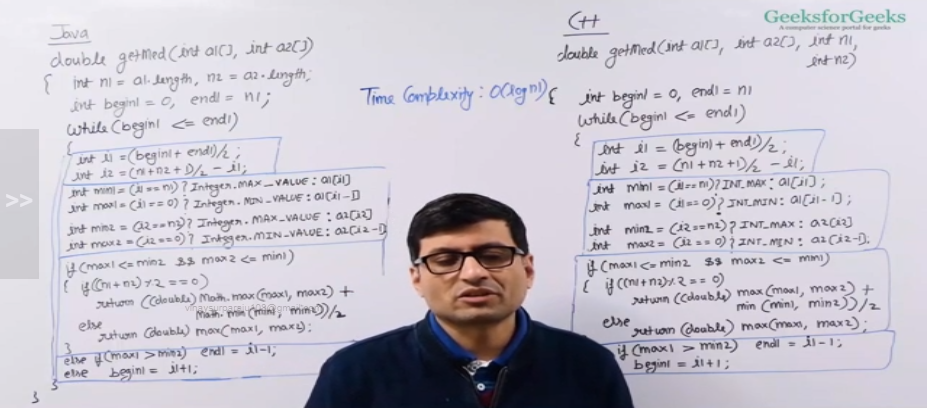 GeeksforGeeks
A computer science portal for geeks
Java
double getMed(int a1[], int a2[])
{ int n1 = a1.length, n2 = a2.length;
int begin1 = 0, end1 = n1;
while(begin1 <= end1)
{
int i1 = (begin1 + end1)/2;
int i2 = (n1+n2+1)/2 - i1;
int min1 = (i1 == n1) ? Integer.MAX_VALUE : a1[i1]
int max1 = (i1 == 0) ? Integer.MIN_VALUE : a1[i1-1]
int min2 = (i2 == n2) ? Integer.MAX_VALUE : a2[i2]
int max2 = (i2 == 0) ? Integer.MIN_VALUE : a2[i2-1]
if (max1 <= min2 && max2 <= min1)
{ if ((n1+n2)%2 == 0)
return ((double) Math.max(max1, max2) +
Math.min(min1, min2))/2
else
return (double) max(max1, max2);
}
else if (max1 > min2) end1 = i1-1;
else begin1 = i1+1;
}
}
Time Complexity : O(log n1)
C++
double getMed(int a1[], int a2[], int n1,
int n2)
{ int begin1 = 0, end1 = n1
while(begin1 <= end1)
{
int i1 = (begin1 + end1)/2;
int i2 = (n1+n2+1)/2 - i1;
int min1 = (i1 == n1) ? INT_MAX : a1[i1];
int max1 = (i1 == 0) ? INT_MIN : a1[i1-1];
int min2 = (i2 == n2) ? INT_MAX : a2[i2]
int max2 = (i2 == 0) ? INT_MIN : a2[i2-1];
if (max1 <= min2 && max2 <= min1)
{ if ((n1+n2)%2 == 0)
return ((double) max(max1, max2) +
min(min1, min2))/2
else
return (double) max(max1, max2);
if (max1 > min2) end1 = i1-1;
begin1 = i1+1;
>>